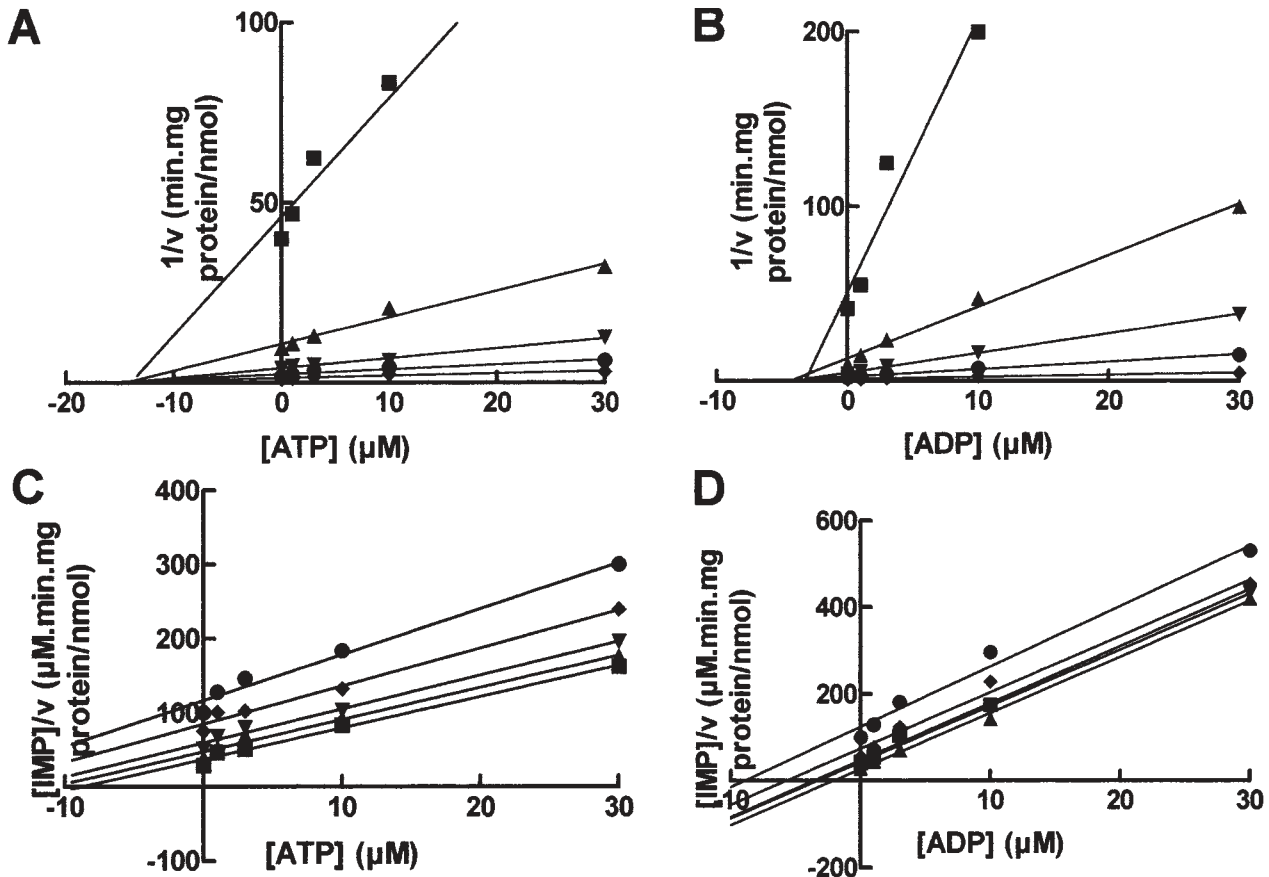 A
100
50
1/v (min.mg
protein/nmol)
-20 -10 0 10 20 30
[ATP] (µM)
B
200
100
1/v (min.mg
protein/nmol)
-10 0 10 20 30
[ADP] (µM)
C
400
300
200
100
-100
[IMP]/v (µM.min.mg
protein/nmol)
-10 0 10 20 30
[ATP] (µM)
D
600
400
200
-200
[IMP]/v (µM.min.mg
protein/nmol)
-10 0 10 20 30
[ADP] (µM)